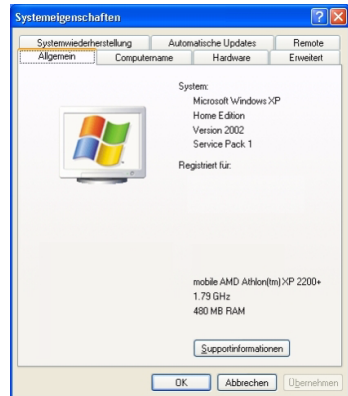 Systemeigenschaften
Systemwiederherstellung Automatische Updates Remote
Allgemein Computername Hardware Erweitert
System:
Microsoft Windows XP
Home Edition
Version 2002
Service Pack 1
Registriert für:
mobile AMD Athlon(tm) XP 2200+
1.79 GHz
480 MB RAM
Supportinformationen
OK Abbrechen Übernehmen